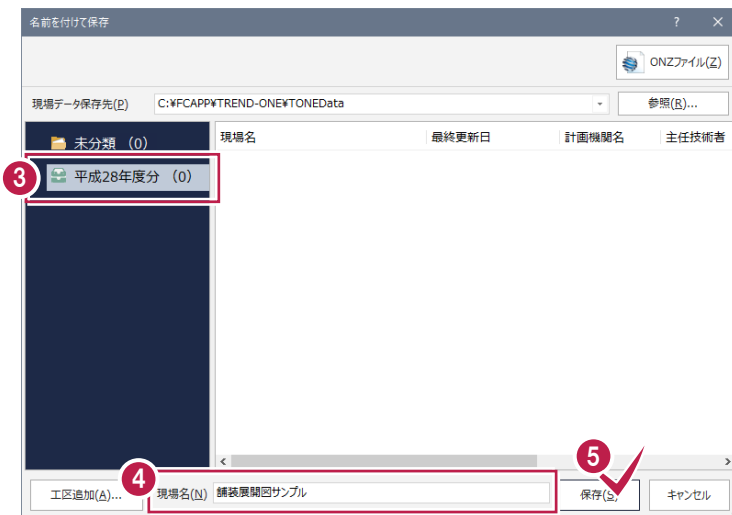 名前を付けて保存
? ×
ONZファイル(Z)
現場データ保存先(P) C:¥FCAPP¥TREND-ONE¥TONEData 参照(R)...
未分類 (0) 現場名 最終更新日 計画機関名 主任技術者
3 平成28年度分 (0)
4 5
工区追加(A)... 現場名(N) 舗装展開図サンプル 保存(S) キャンセル